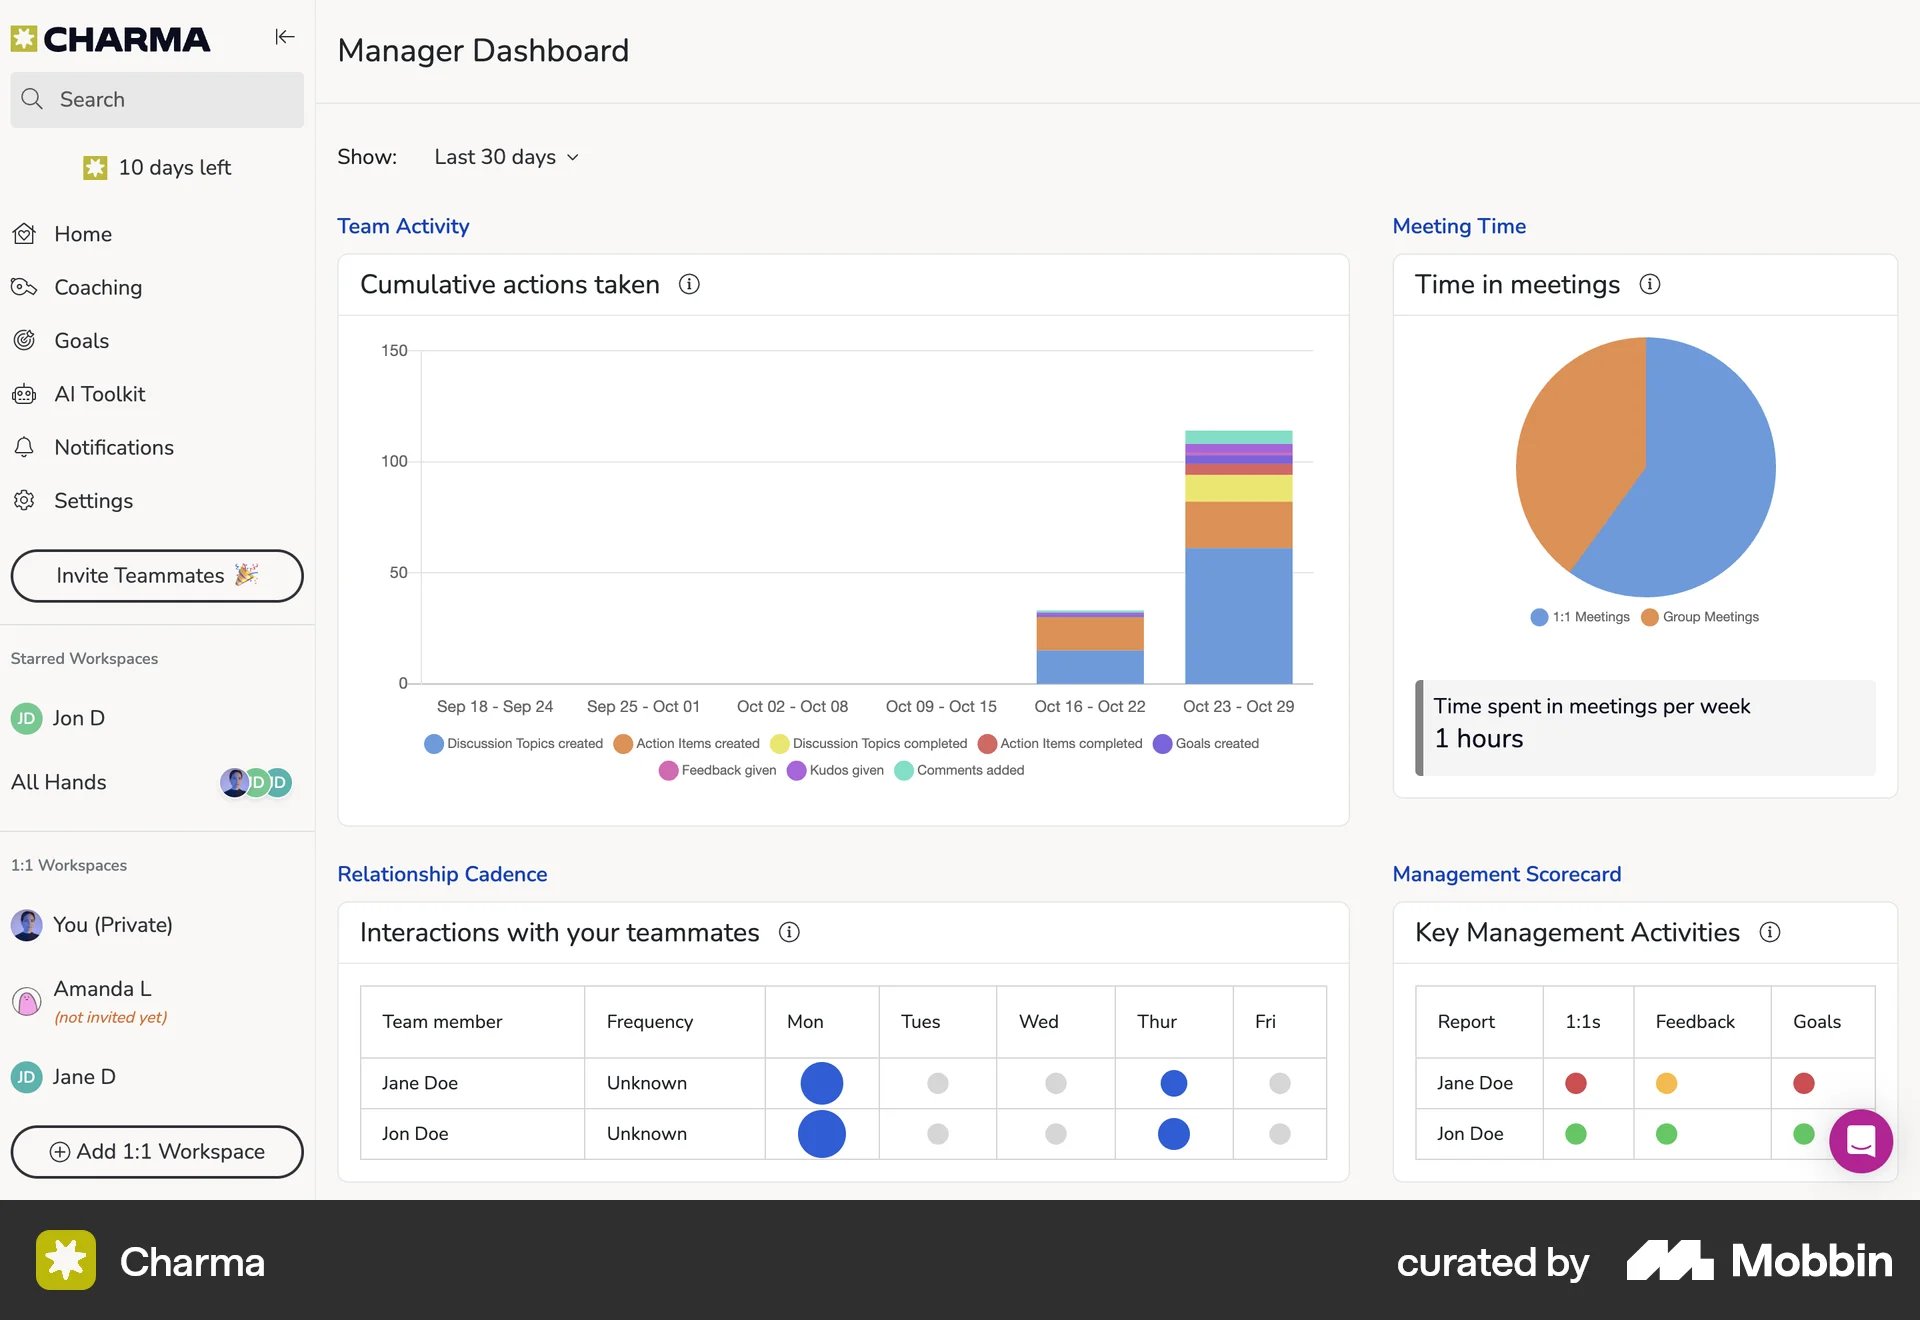 CHARMA
Search
10 days left
Home
Coaching
Goals
AI Toolkit
Notifications
Settings
Invite Teammates
Starred Workspaces
JD Jon D
All Hands
JD
D
1:1 Workspaces
You (Private)
Amanda L
(not invited yet)
JD Jane D
Add 1:1 Workspace
Manager Dashboard
Show: Last 30 days
Team Activity
Cumulative actions taken
150
100
50
0
Sep 18 - Sep 24 Sep 25 - Oct 01 Oct 02 - Oct 08 Oct 09 - Oct 15 Oct 16 - Oct 22 Oct 23 - Oct 29
Discussion Topics created Action Items created Discussion Topics completed Action Items completed Goals created
Feedback given Kudos given Comments added
Meeting Time
Time in meetings
1:1 Meetings Group Meetings
Time spent in meetings per week
1 hours
Relationship Cadence
Interactions with your teammates
Team member Frequency Mon Tues Wed Thur Fri
Jane Doe Unknown
Jon Doe Unknown
Management Scorecard
Key Management Activities
Report 1:1s Feedback Goals
Jane Doe
Jon Doe
Charma
curated by Mobbin